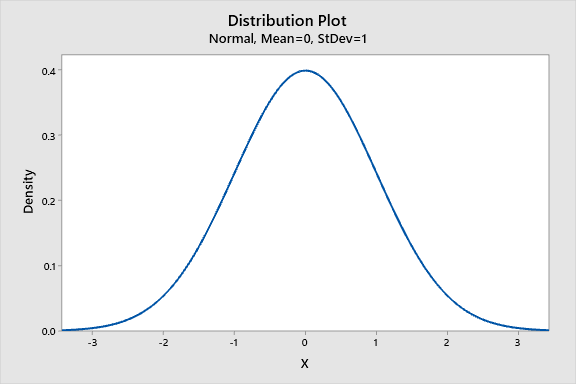 Distribution Plot
Normal, Mean=0, StDev=1
0.4
0.3
0.2
0.1
0.0
Density
-3 -2 -1 0 1 2 3
X